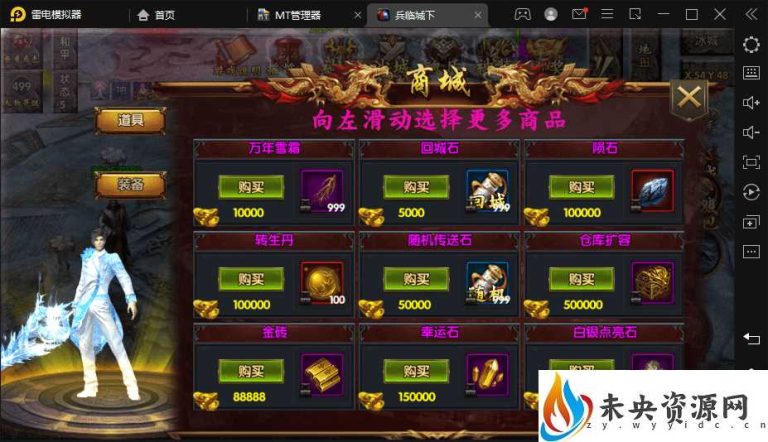 雷电模拟器
首页
MT管理器
兵临城下
和平
地图
冰城
499
状态:5
X:54 Y:48
商城
向左滑动选择更多商品
道具
装备
万年雪霜
购买
10000
999
回城石
购买
5000
回城
999
陨石
购买
100000
转生丹
购买
100000
100
随机传送石
购买
50000
随机
999
仓库扩容
购买
500000
金砖
购买
88888
幸运石
购买
150000
白银点亮石
未央资源网
zy.wyyidc.cn